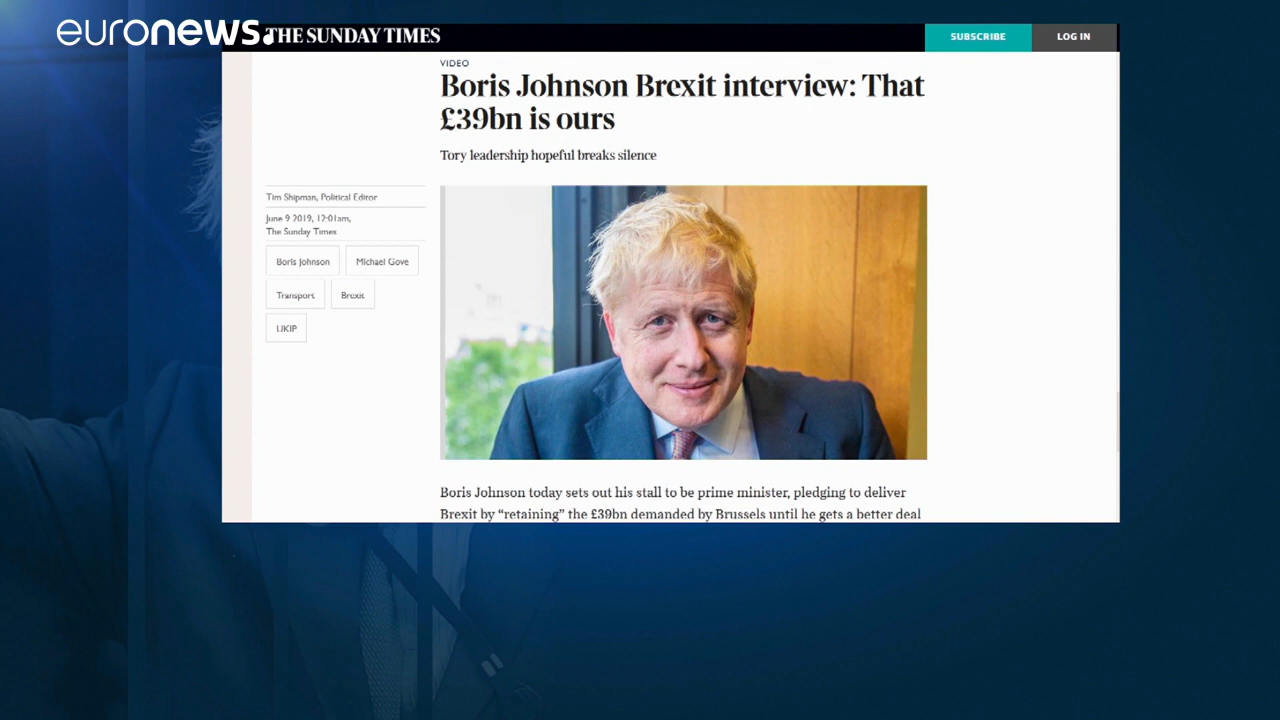 euronews.
THE SUNDAY TIMES
SUBSCRIBE
LOG IN
VIDEO
Boris Johnson Brexit interview: That
£39bn is ours
Tory leadership hopeful breaks silence
Tim Shipman, Political Editor
June 9 2019, 12:01am,
The Sunday Times
Boris Johnson
Michael Gove
Transport
Brexit
UKIP
Boris Johnson today sets out his stall to be prime minister, pledging to deliver
Brexit by “retaining” the £39bn demanded by Brussels until he gets a better deal